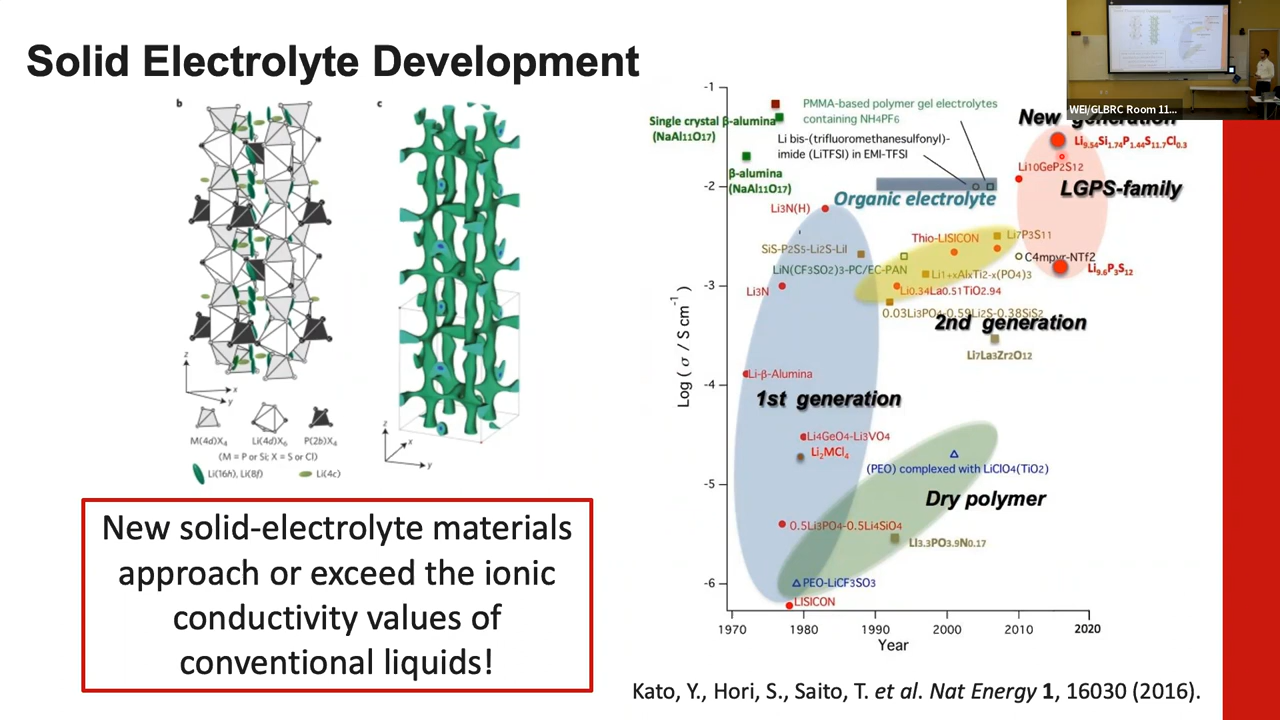 Solid Electrolyte Development
b
c
z
x
y
M(4d)X₄
Li(4d)X₆
P(2b)X₄
(M = P or Si; X = S or Cl)
Li(16h), Li(8f)
Li(4c)
z
x
y
New solid-electrolyte materials
approach or exceed the ionic
conductivity values of
conventional liquids!
Log ( σ / S cm⁻¹ )
-1
-2
-3
-4
-5
-6
1970
1980
1990
2000
2010
2020
Year
Single crystal β-alumina
(NaAl11O17)
PMMA-based polymer gel electrolytes
containing NH4PF6
Li bis-(trifluoromethanesulfonyl)-
imide (LiTFSI) in EMI-TFSI
β-alumina
(NaAl11O17)
Organic electrolyte
New generation
Li9.54Si1.74P1.44S11.7Cl0.3
Li10GeP2S12
LGPS-family
Li3N(H)
SiS-P2S5-Li2S-LiI
Thio-LISICON
Li7P3S11
LiN(CF3SO2)3-PC/EC-PAN
C4mpyr-NTf2
Li1+xAlxTi2-x(PO4)3
Li9.6P3S12
Li3N
Li0.34La0.51TiO2.94
0.03Li3PO4-0.59Li2S-0.38SiS2
2nd generation
Li7La3Zr2O12
Li-β-Alumina
1st generation
Li4GeO4-Li3VO4
Li2MCl4
(PEO) complexed with LiClO4(TiO2)
Dry polymer
0.5Li3PO4-0.5Li4SiO4
LI3.3PO3.9N0.17
PEO-LiCF3SO3
LISICON
Kato, Y., Hori, S., Saito, T. et al. Nat Energy 1, 16030 (2016).
WEI/GLBRC Room 11...